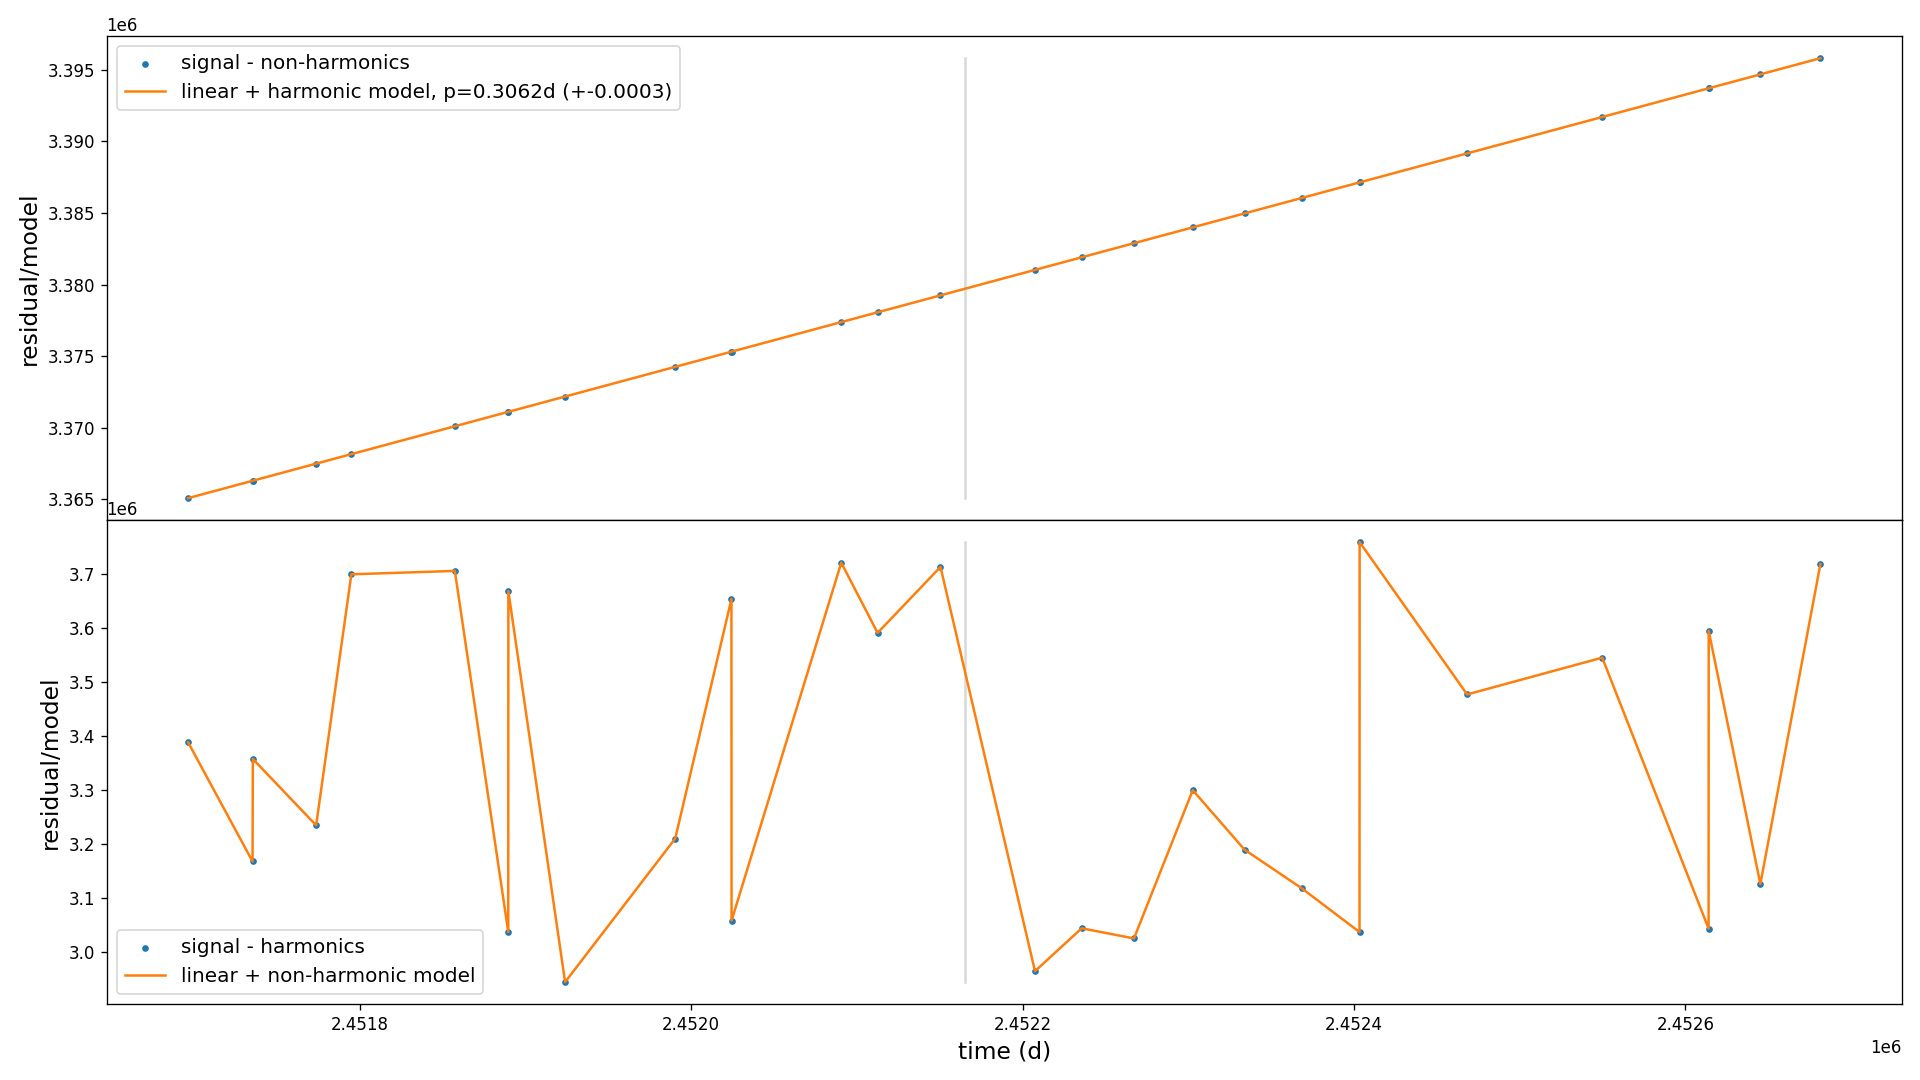 1e6
signal - non-harmonics
linear + harmonic model, p=0.3062d (+-0.0003)
3.395
3.390
3.385
3.380
3.375
3.370
3.365
residual/model
1e6
3.7
3.6
3.5
3.4
3.3
3.2
3.1
3.0
residual/model
signal - harmonics
linear + non-harmonic model
2.4518
2.4520
2.4522
2.4524
2.4526
1e6
time (d)